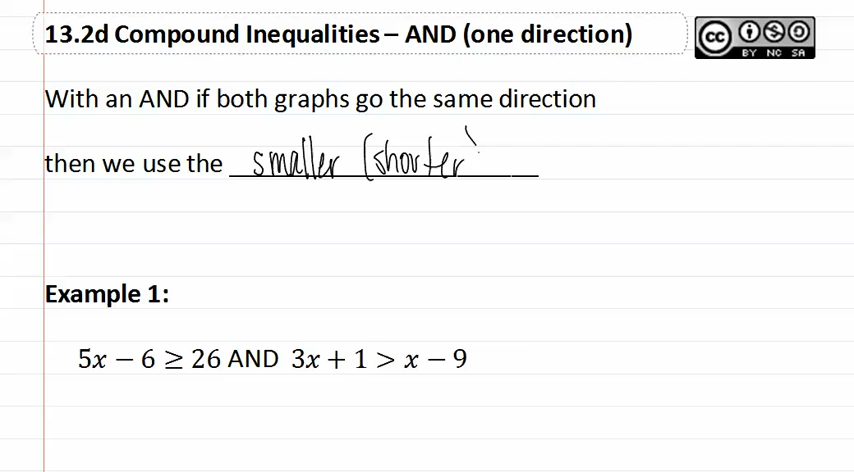 13.2d Compound Inequalities – AND (one direction)
cc BY NC SA
With an AND if both graphs go the same direction
then we use the smaller (shorter)
Example 1:
5x − 6 ≥ 26 AND 3x + 1 > x − 9